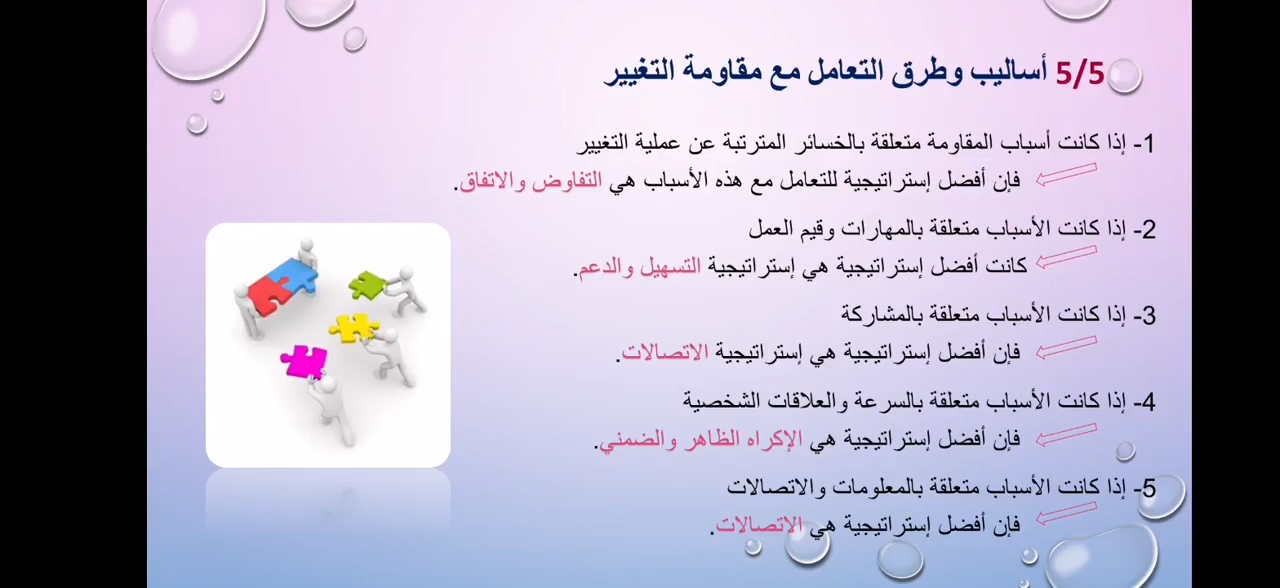 5/5 أساليب وطرق التعامل مع مقاومة التغيير
1- إذا كانت أسباب المقاومة متعلقة بالخسائر المترتبة عن عملية التغيير
فإن أفضل إستراتيجية للتعامل مع هذه الأسباب هي التفاوض والاتفاق.
2- إذا كانت الأسباب متعلقة بالمهارات وقيم العمل
كانت أفضل إستراتيجية هي إستراتيجية التسهيل والدعم.
3- إذا كانت الأسباب متعلقة بالمشاركة
فإن أفضل إستراتيجية هي إستراتيجية الاتصالات.
4- إذا كانت الأسباب متعلقة بالسرعة والعلاقات الشخصية
فإن أفضل إستراتيجية هي الإكراه الظاهر والضمني.
5- إذا كانت الأسباب متعلقة بالمعلومات والاتصالات
فإن أفضل إستراتيجية هي الاتصالات.